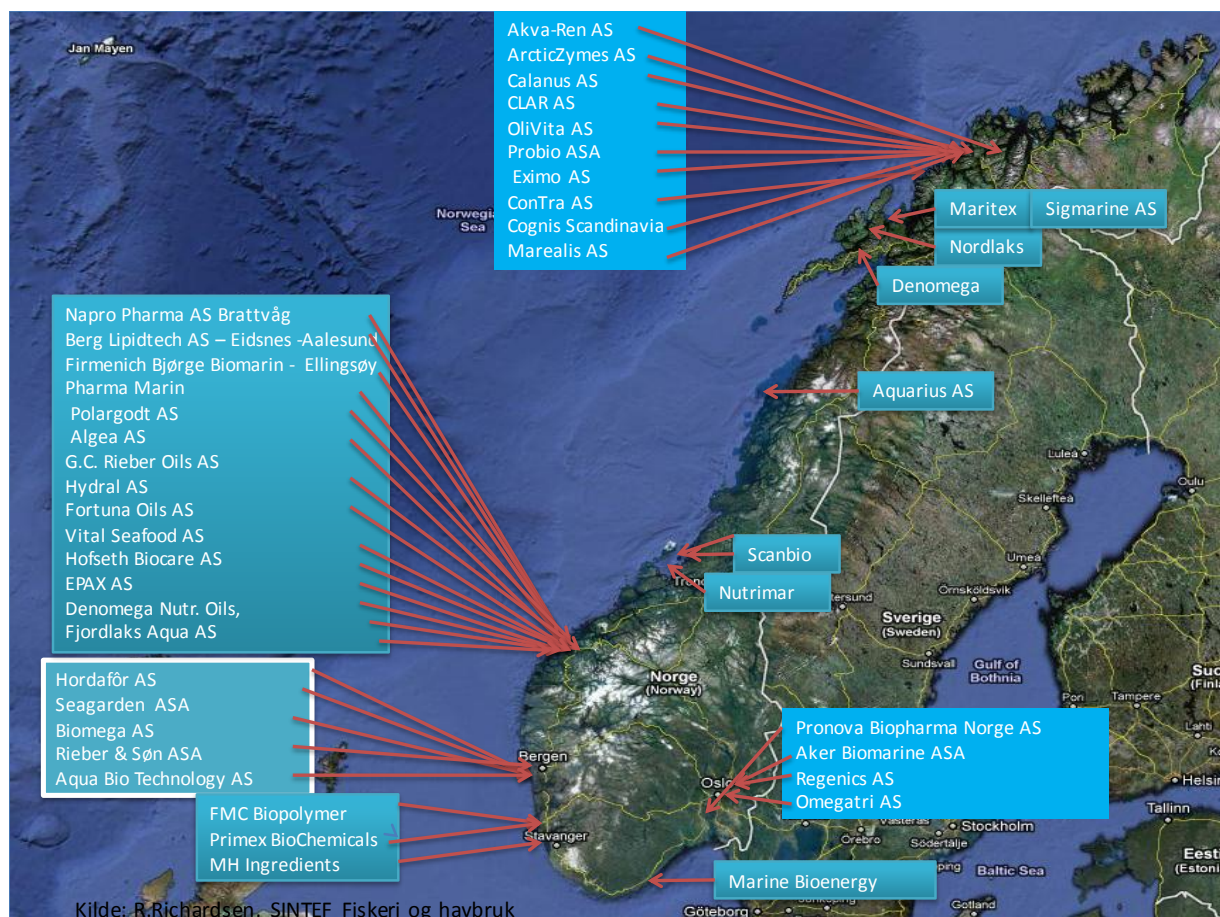 Jan Mayen
Akva-Ren AS
ArcticZymes AS
Calanus AS
CLAR AS
OliVita AS
Probio ASA
Eximo AS
ConTra AS
Cognis Scandinavia
Marealis AS
Norwegia
Sea
Maritex
Sigmarine AS
Nordlaks
Denomega
Napro Pharma AS Brattvåg
Berg Lipidtech AS – Eidsnes -Aalesund
Firmenich Bjørge Biomarin - Ellingsøy
Pharma Marin
Polargodt AS
Algea AS
G.C. Rieber Oils AS
Hydral AS
Fortuna Oils AS
Vital Seafood AS
Hofseth Biocare AS
EPAX AS
Denomega Nutr. Oils,
Fjordlaks Aqua AS
Aquarius AS
Luleå
Oulu
Skellefteå
Scanbio
Nutrimar
Umeå
Örnsköldsvik
Sverige
(Sweden)
Sundsvall
Gulf of
Bothnia
Norge
(Norway)
Pori
Tampere
Lahti
Hordafôr AS
Seagarden ASA
Biomega AS
Rieber & Søn ASA
Aqua Bio Technology AS
Bergen
Pronova Biopharma Norge AS
Aker Biomarine ASA
Regenics AS
Omegatri AS
Oslo
Helsin
Tallinn
FMC Biopolymer
Primex BioChemicals
MH Ingredients
Stavanger
Örebro
Västerås
Stockholm
Södertälje
Baltic Sea
Eesti
(Estonia)
Marine Bioenergy
Göteborg
Gotland
Kilde: R.Richardsen, SINTEF Fiskeri og havbruk